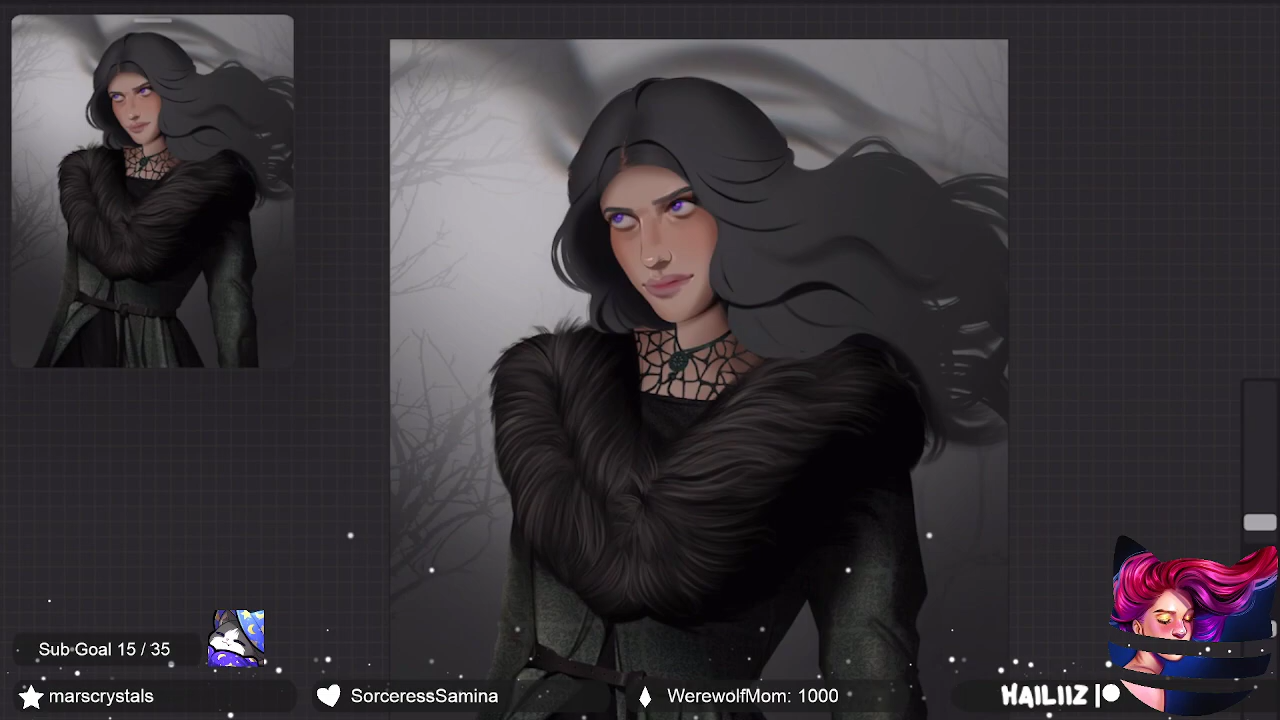 Sub Goal 15 / 35
marscrystals
SorceressSamina
WerewolfMom: 1000
HAILIIZ